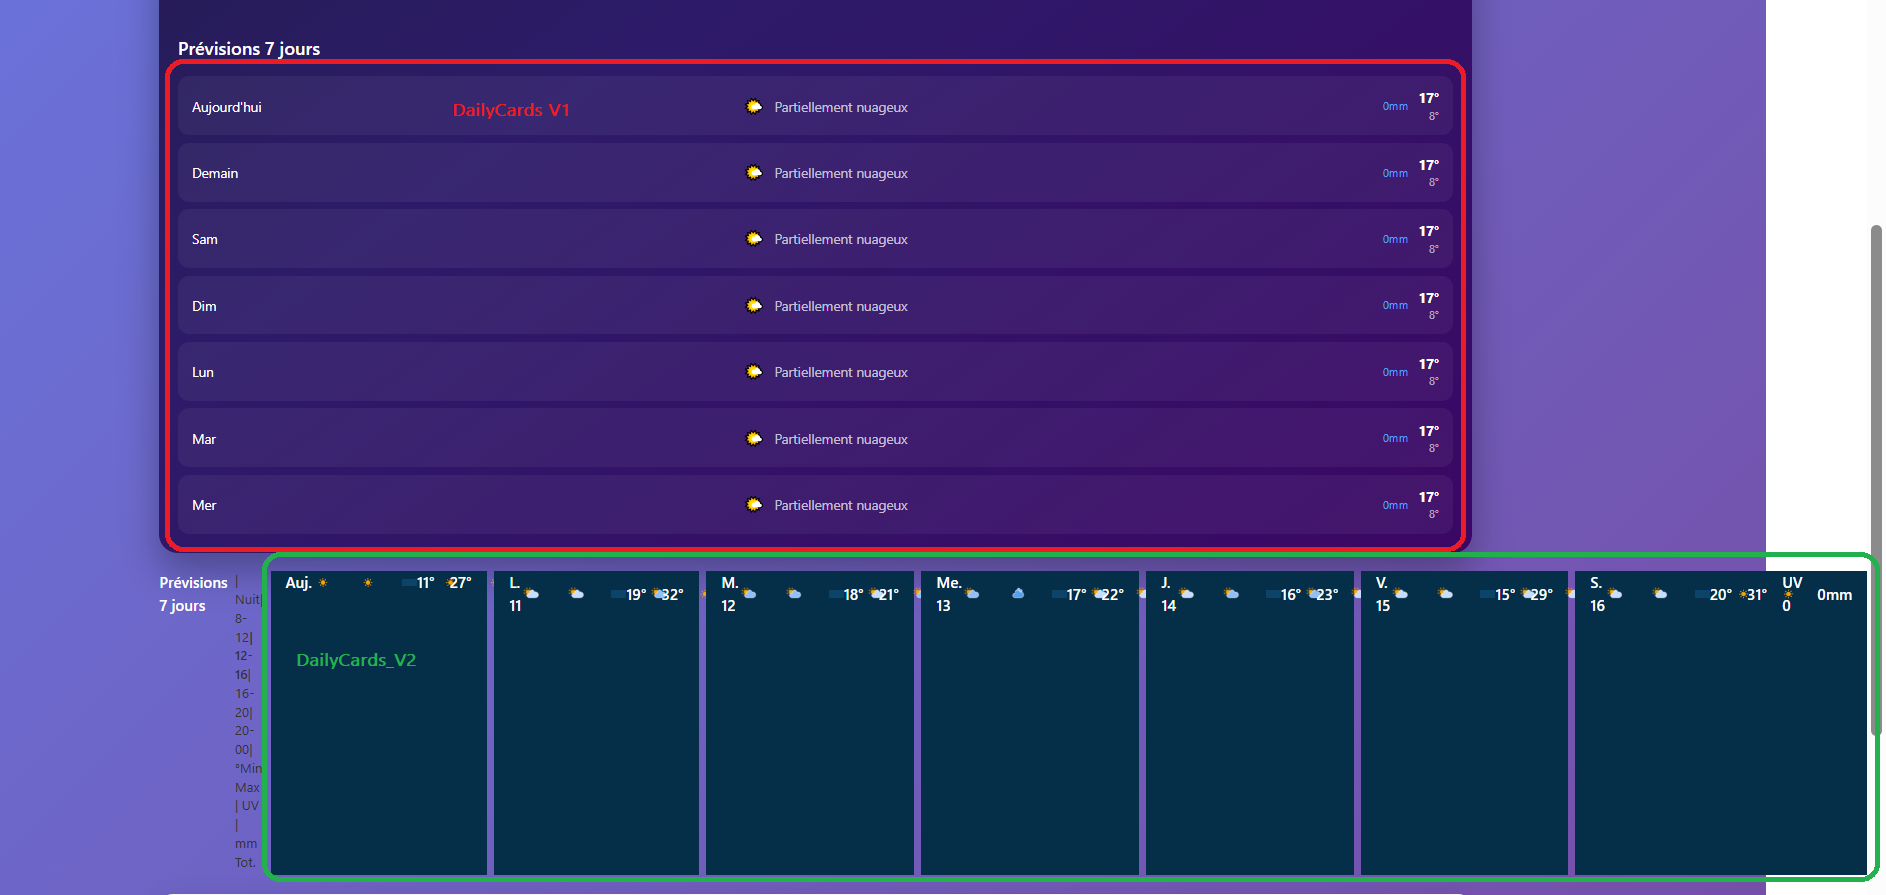 Prévisions 7 jours
Aujourd'hui DailyCards V1 Partiellement nuageux 0mm 17°
8°
Demain Partiellement nuageux 0mm 17°
8°
Sam Partiellement nuageux 0mm 17°
8°
Dim Partiellement nuageux 0mm 17°
8°
Lun Partiellement nuageux 0mm 17°
8°
Mar Partiellement nuageux 0mm 17°
8°
Mer Partiellement nuageux 0mm 17°
8°
Prévisions
7 jours
|
Nuit|
8-
12|
12-
16|
16-
20|
20-
00|
°Min
Max
| UV
|
mm
Tot.
Auj. 11° 27°
DailyCards_V2
L.
11 19° 32°
M.
12 18° 21°
Me.
13 17° 22°
J.
14 16° 23°
V.
15 15° 29°
S.
16 20° 31°
UV
0 0mm